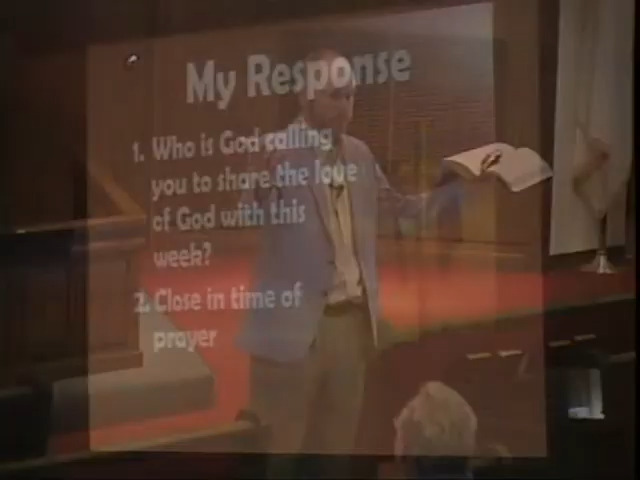 My Response
1. Who is God calling
you to share the love
of God with this
week?
2. Close in time of
prayer